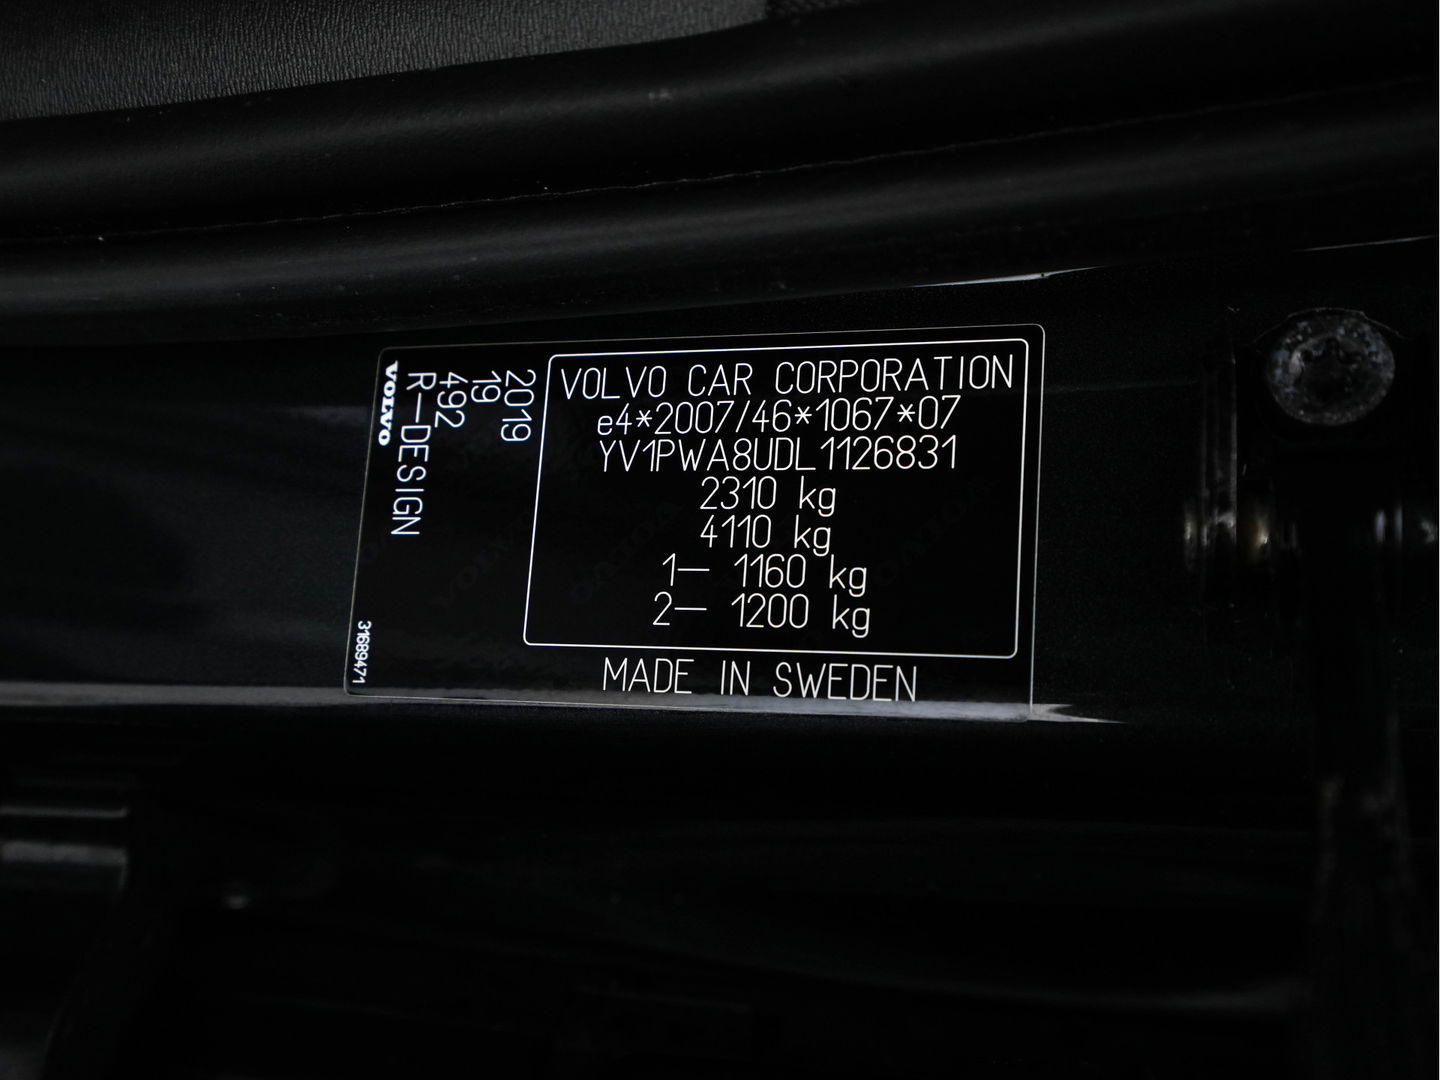 VOLVO CAR CORPORATION
e4*2007/46*1067*07
YV1PWA8UDL1126831
2310 kg
4110 kg
1— 1160 kg
2— 1200 kg
MADE IN SWEDEN
2019
19
492
R—DESIGN
VOLVO
31689471